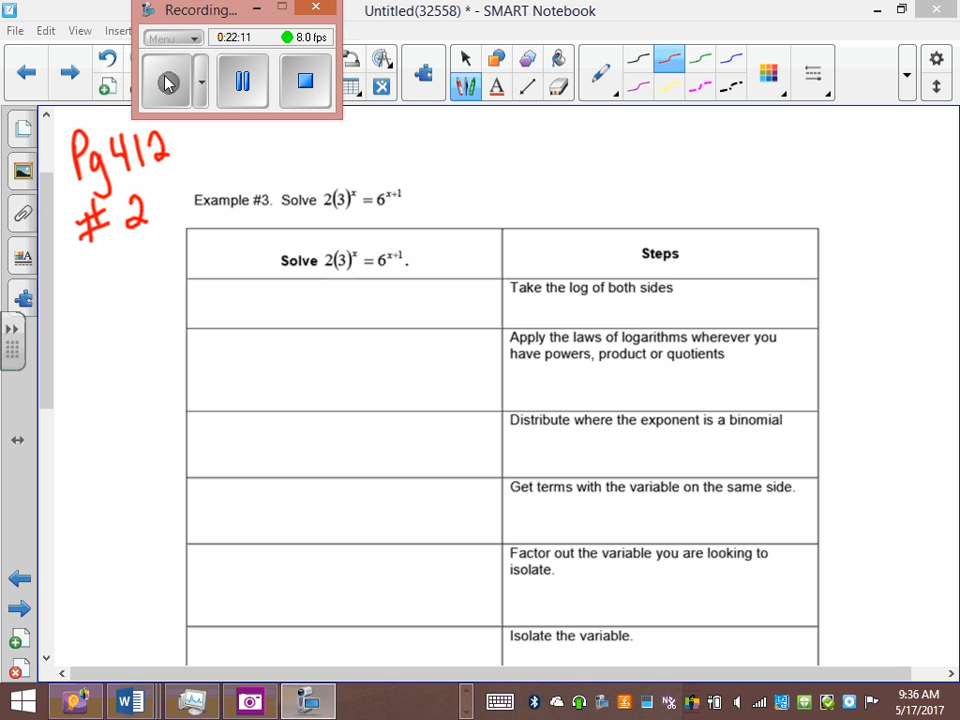 Recording...
Untitled(32558) * - SMART Notebook
Menu
0:22:11
8.0 fps
File Edit View Insert
Pg 412
# 2
Example #3. Solve 2(3)^x = 6^{x+1}
Solve 2(3)^x = 6^{x+1}.
Steps
Take the log of both sides
Apply the laws of logarithms wherever you
have powers, product or quotients
Distribute where the exponent is a binomial
Get terms with the variable on the same side.
Factor out the variable you are looking to
isolate.
Isolate the variable.
9:36 AM
5/17/2017